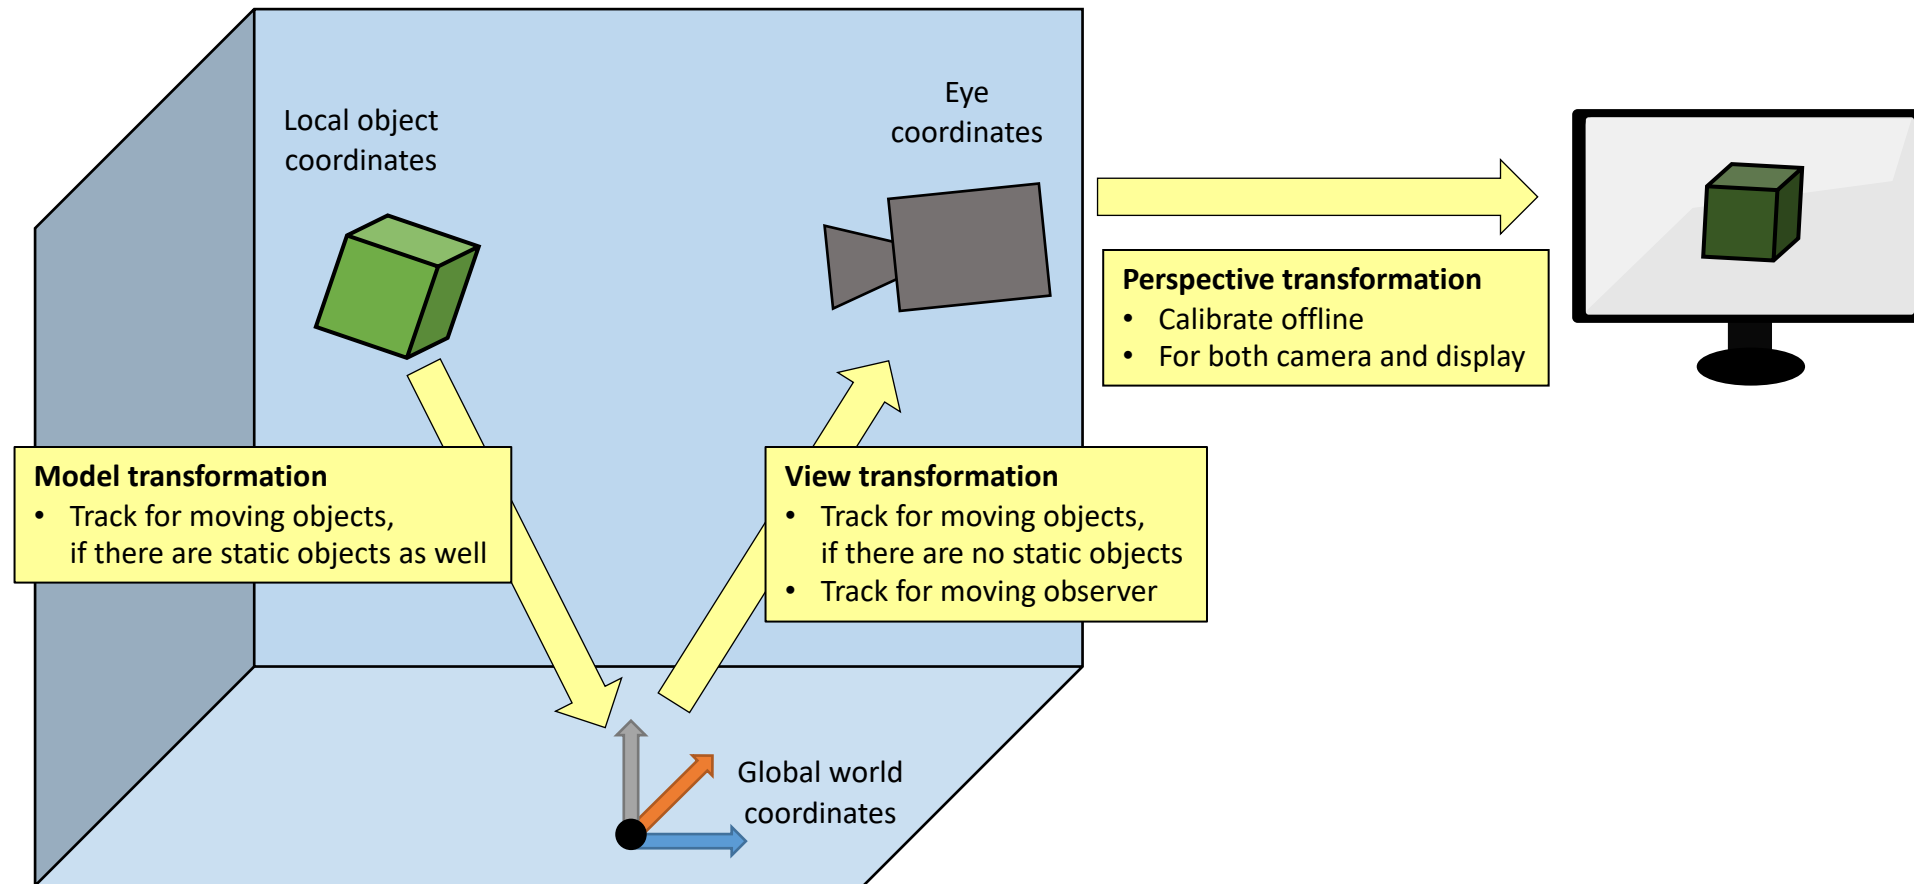 Local object
coordinates
Eye
coordinates
Perspective transformation
• Calibrate offline
• For both camera and display
Model transformation
• Track for moving objects,
if there are static objects as well
View transformation
• Track for moving objects,
if there are no static objects
• Track for moving observer
Global world
coordinates